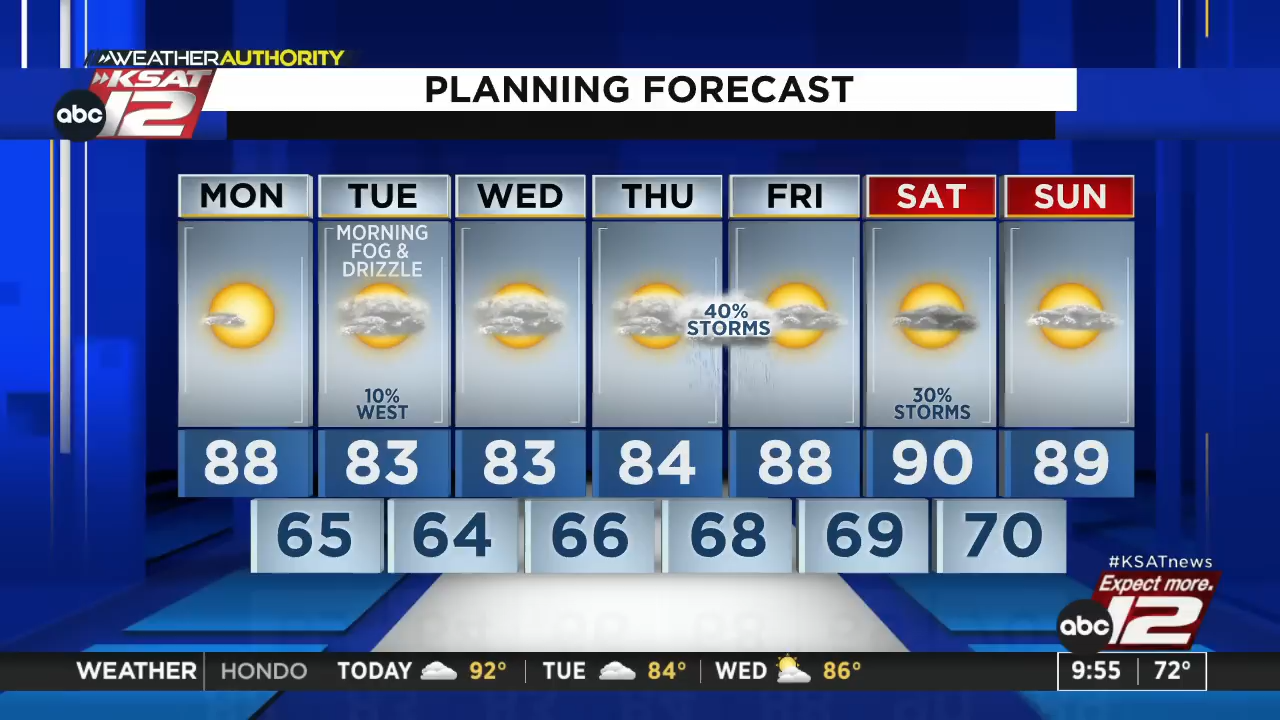 WEATHERAUTHORITY
KSAT
abc 12
PLANNING FORECAST
MON TUE WED THU FRI SAT SUN
MORNING
FOG &
DRIZZLE
40%
STORMS
10%
WEST
30%
STORMS
88 83 83 84 88 90 89
65 64 66 68 69 70
#KSATnews
Expect more.
abc 12
WEATHER HONDO TODAY 92° TUE 84° WED 86° 9:55 72°